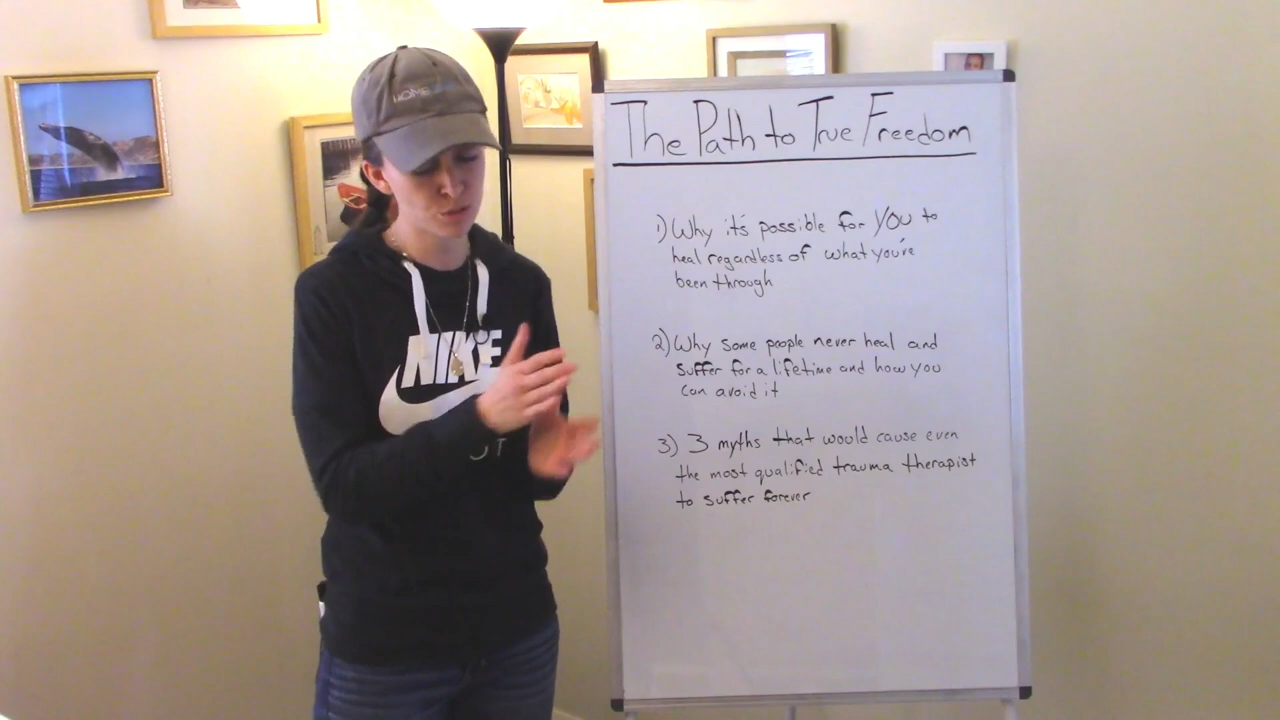 HOME
The Path to True Freedom
1) Why it's possible for YOU to
heal regardless of what you're
been through
2) Why some people never heal and
suffer for a lifetime and how you
can avoid it
3) 3 myths that would cause even
the most qualified trauma therapist
to suffer forever
NIKE